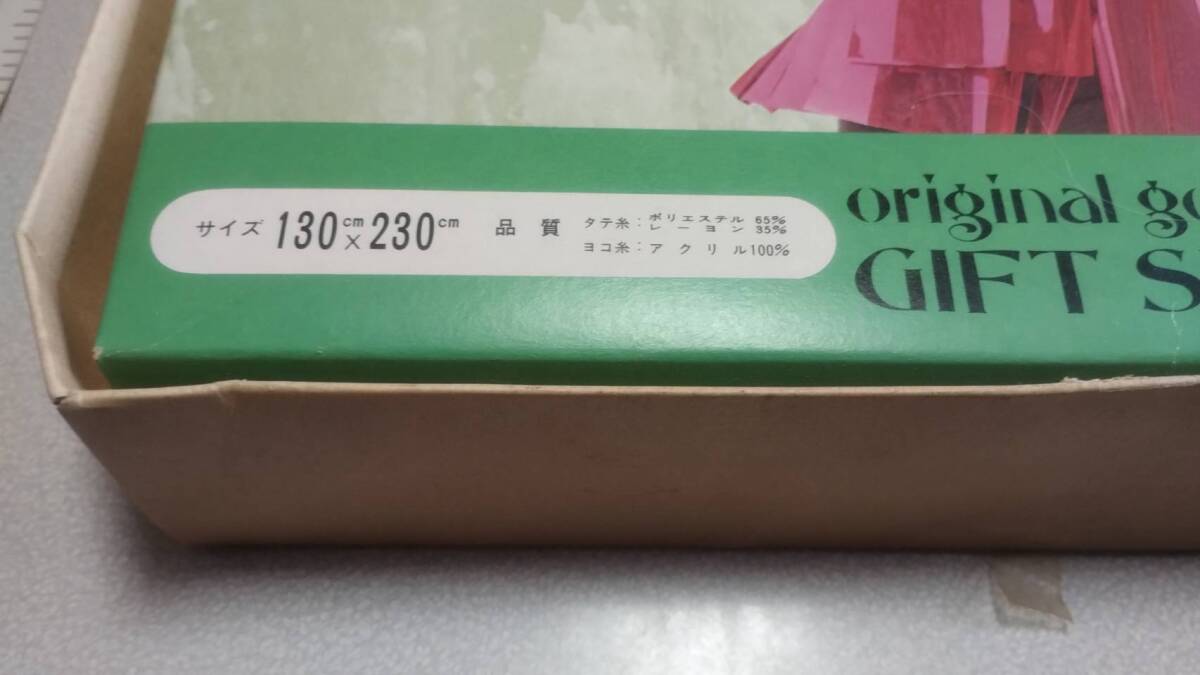 サイズ 130cm×230cm 品質 タテ糸：ポリエステル 65%
レーヨン 35%
ヨコ糸：アクリル100%
original
GIFT